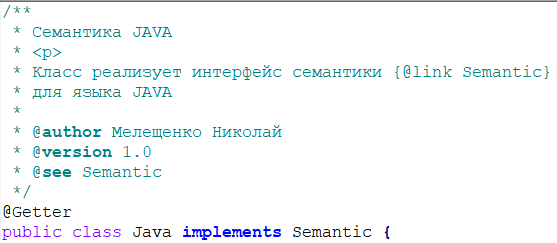 /**
 * Семантика JAVA
 * <p>
 * Класс реализует интерфейс семантики {@link Semantic}
 * для языка JAVA
 *
 * @author Мелещенко Николай
 * @version 1.0
 * @see Semantic
 */
@Getter
public class Java implements Semantic {